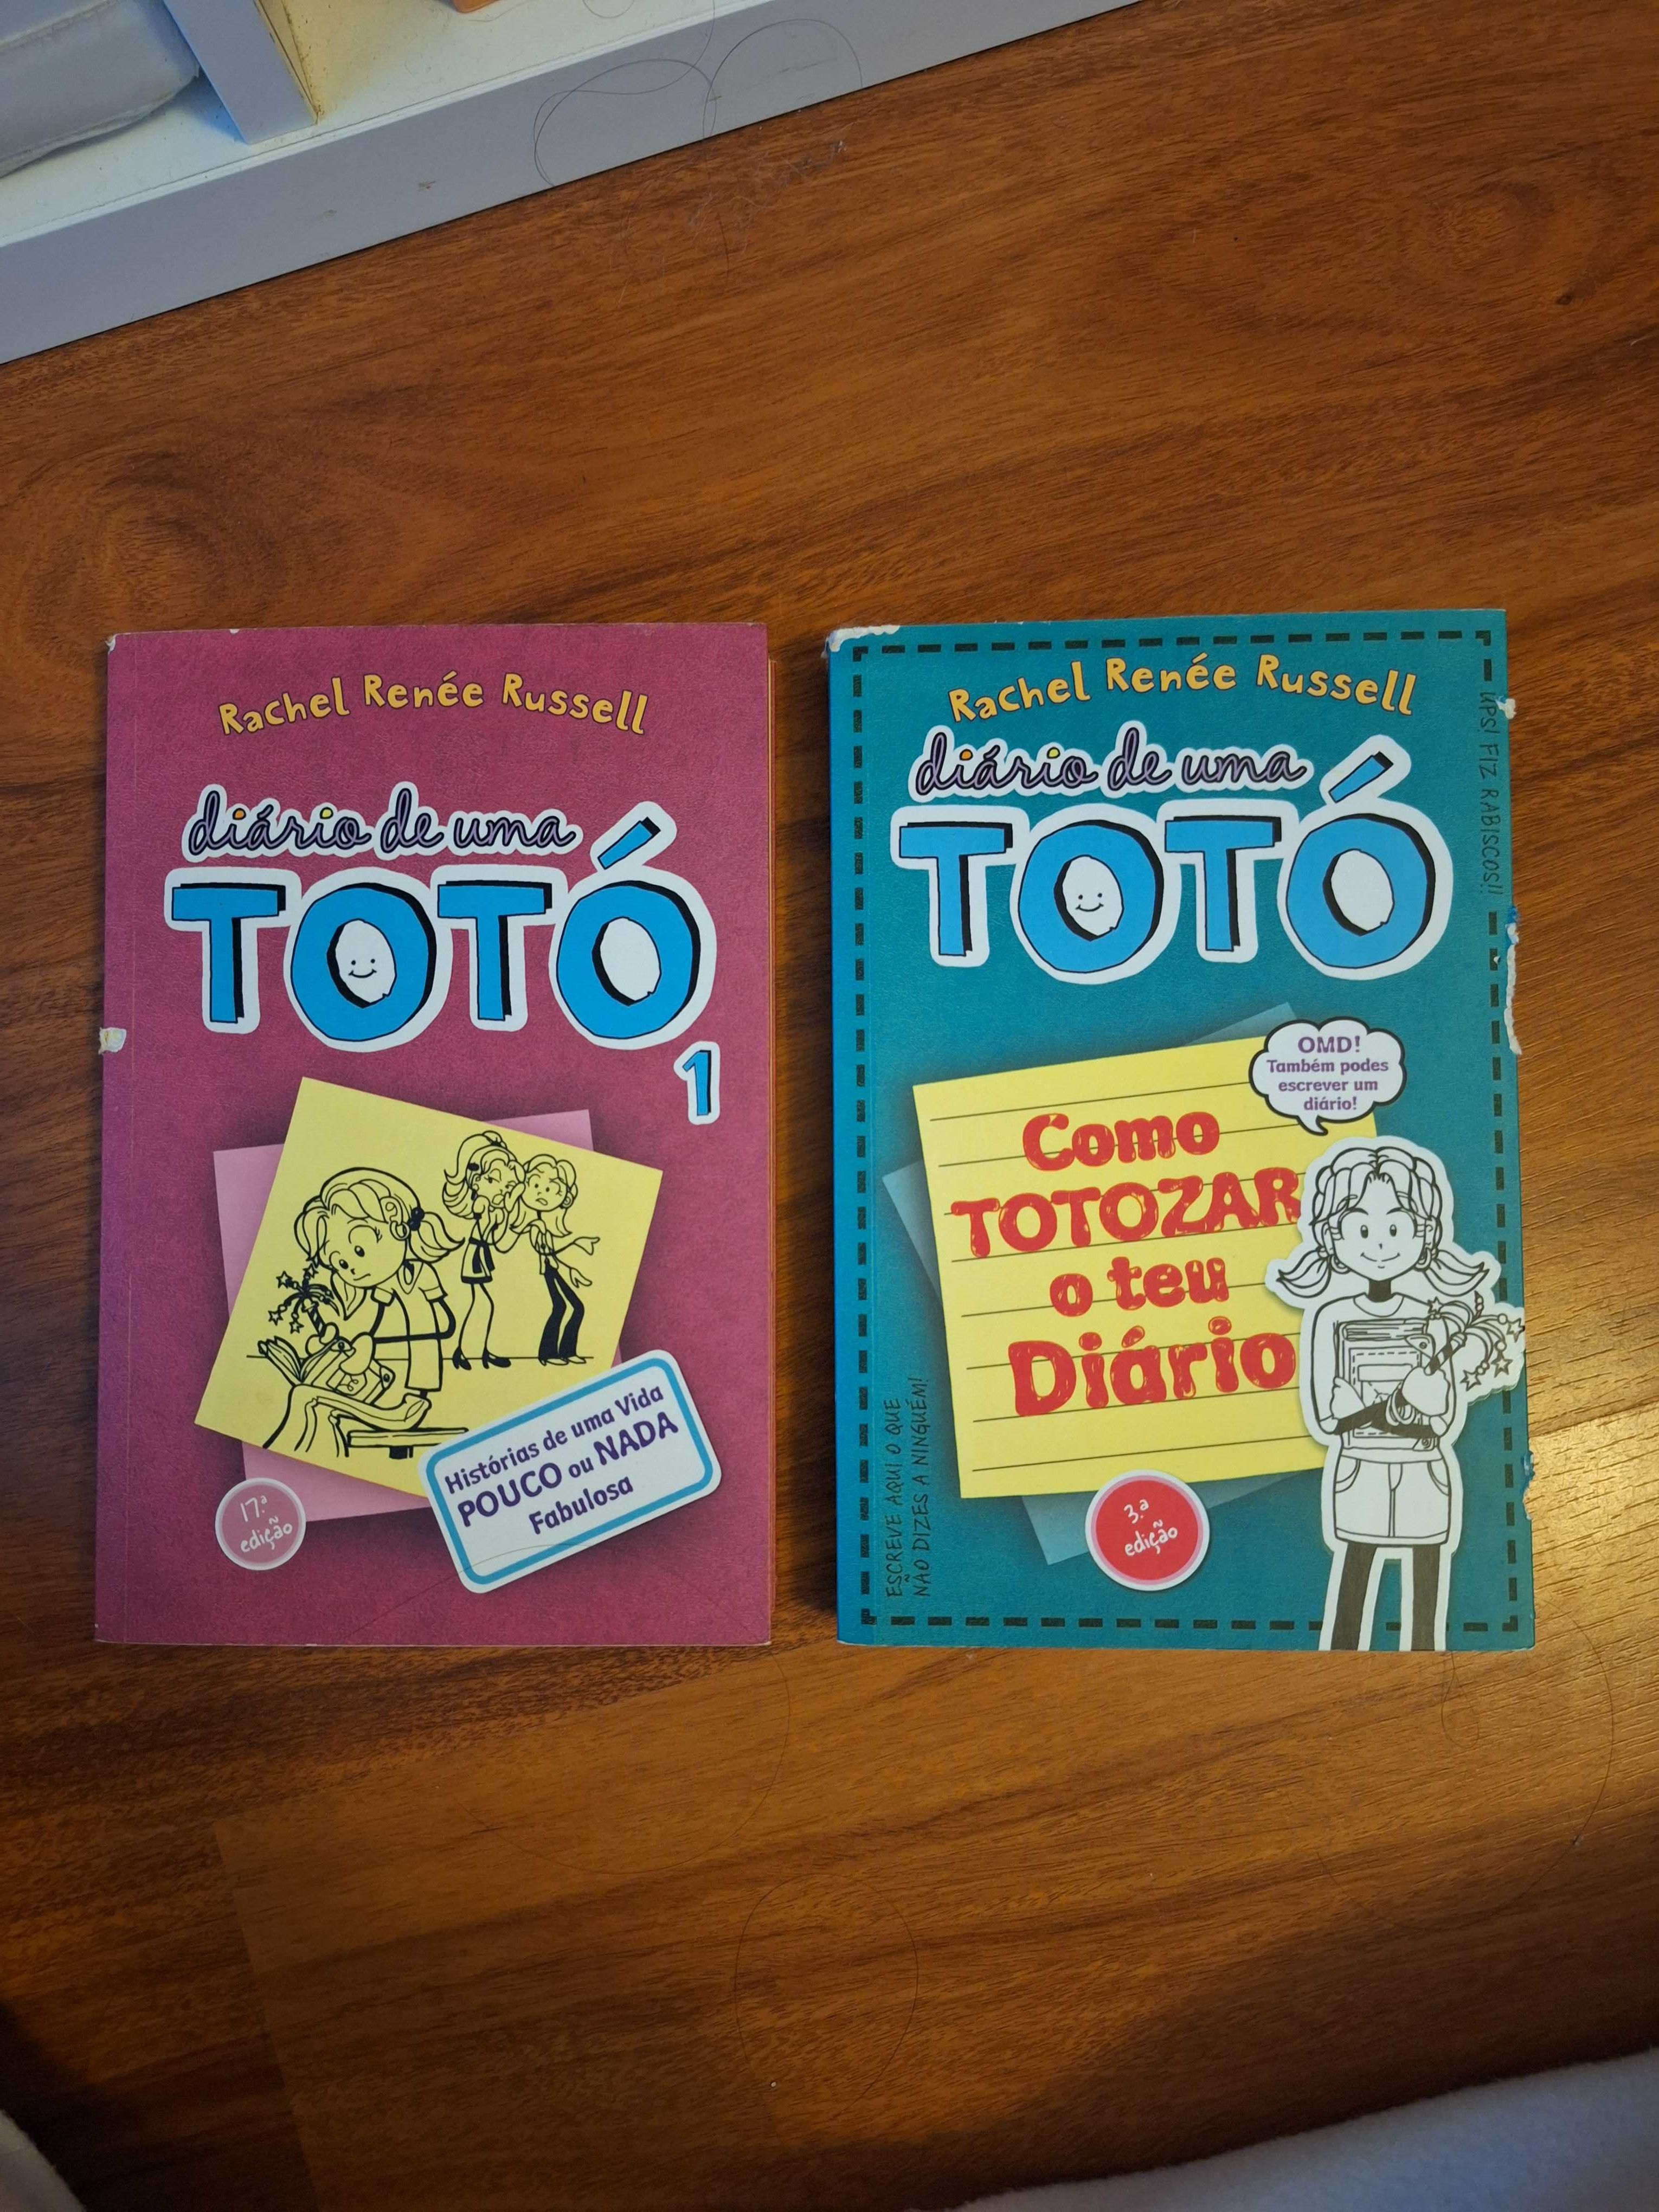 Rachel Renée Russell
diário de uma
TOTÓ
1
Histórias de uma Vida
POUCO ou NADA
Fabulosa
17.ª
edição
Rachel Renée Russell
diário de uma
TOTÓ
UPS! FIZ RABISCOS!!
OMD!
Também podes
escrever um
diário!
Como
TOTOZAR
o teu
Diário
ESCREVE AQUI O QUE
NÃO DIZES A NINGUÉM!
3.ª
edição